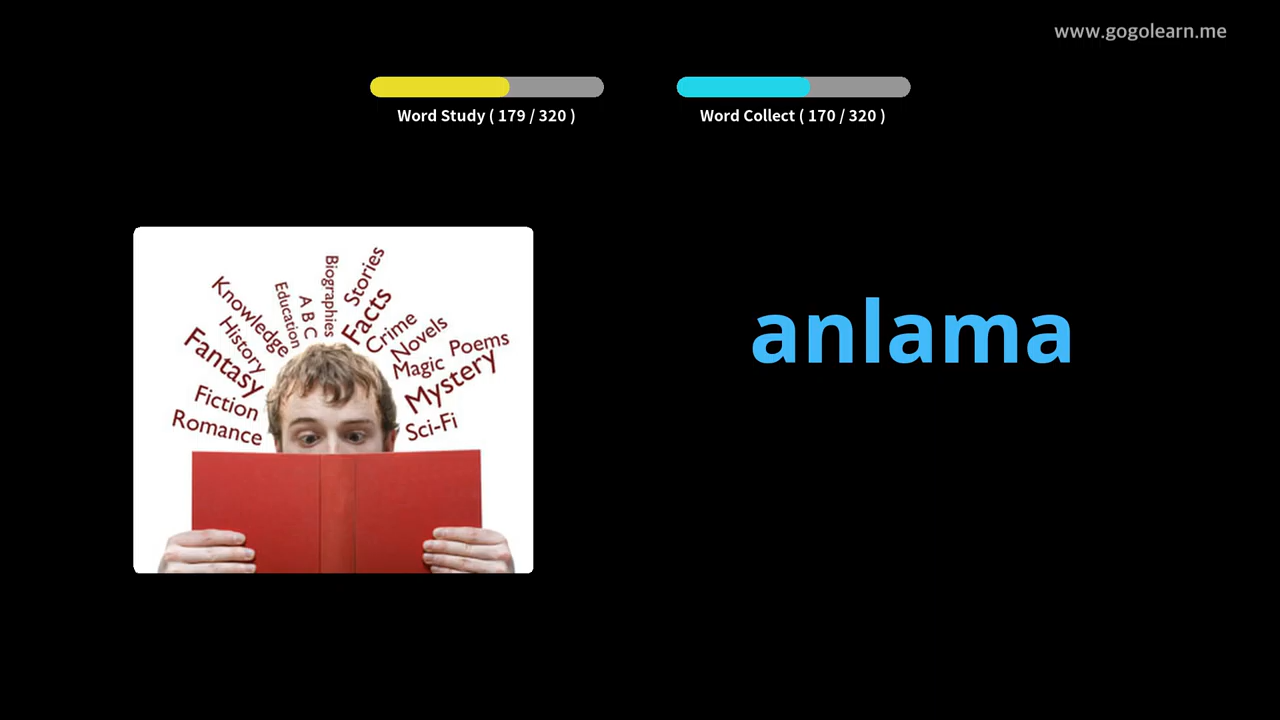 www.gogolearn.me
Word Study ( 179 / 320 )
Word Collect ( 170 / 320 )
Biographies
Stories
Education
A B C
Facts
Knowledge
Crime
History
Novels
Poems
Fantasy
Magic
Mystery
Fiction
Romance
Sci-Fi
anlama